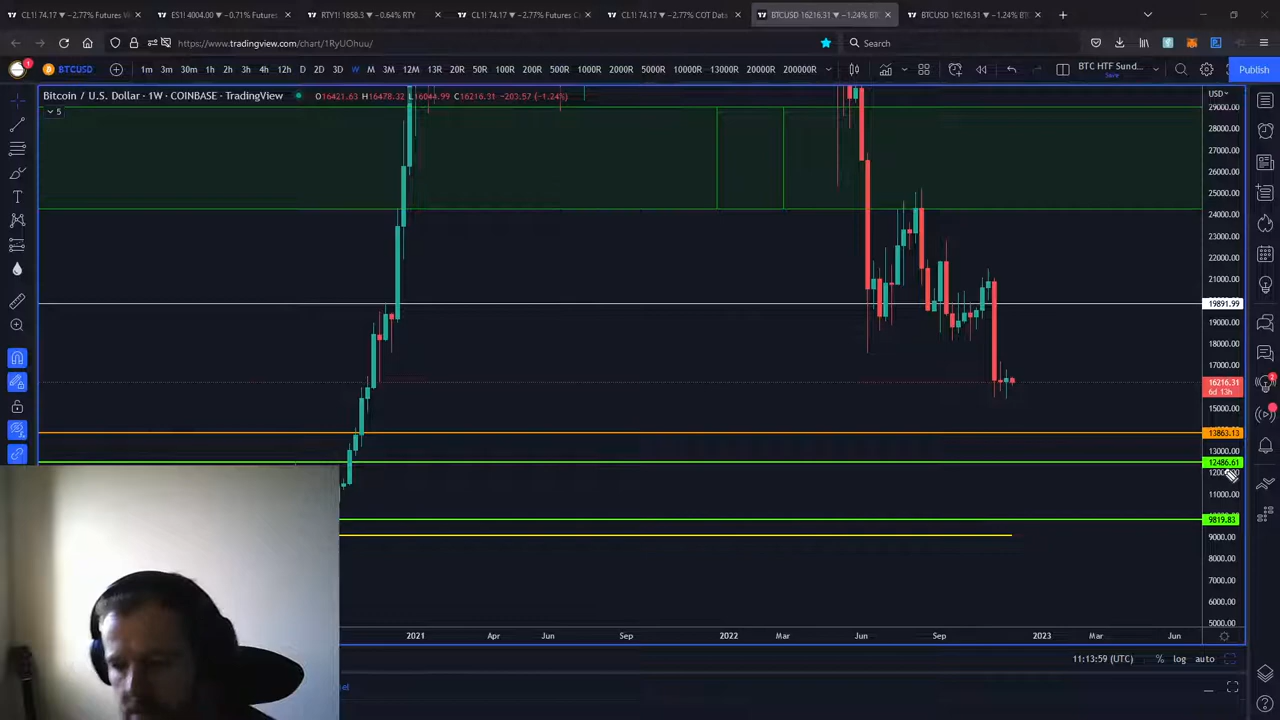 CL1! 74.17 ▼ −2.77% Futures
ES1! 4004.00 ▼ −0.71% Futures
RTY1! 1858.3 ▼ −0.64% RTY
CL1! 74.17 ▼ −2.77% Futures
CL1! 74.17 ▼ −2.77% COT Data
BTCUSD 16216.31 ▼ −1.24%
BTCUSD 16216.31 ▼ −1.24%
https://www.tradingview.com/chart/1RyUOhuu/
Search
1
BTCUSD
1m 3m 30m 1h 2h 3h 4h 12h D 2D 3D W M 3M 12M 13R 50R 100R 200R 500R 1000R 2000R 5000R 10000R 13000R 20000R 200000R
BTC HTF Sund...
Save
Publish
Bitcoin / U.S. Dollar · 1W · COINBASE · TradingView
O16421.63 H16478.32 L16044.99 C16216.31 −203.57 (−1.24%)
5
USD
29000.00
28000.00
27000.00
26000.00
25000.00
24000.00
23000.00
22000.00
21000.00
19891.99
19000.00
18000.00
17000.00
16216.31
6d 13h
15000.00
13863.13
13000.00
12486.61
11000.00
9819.83
9000.00
8000.00
7000.00
6000.00
5000.00
2021 Apr Jun Sep 2022 Mar Jun Sep 2023 Mar Jun
11:13:59 (UTC) % log auto
2